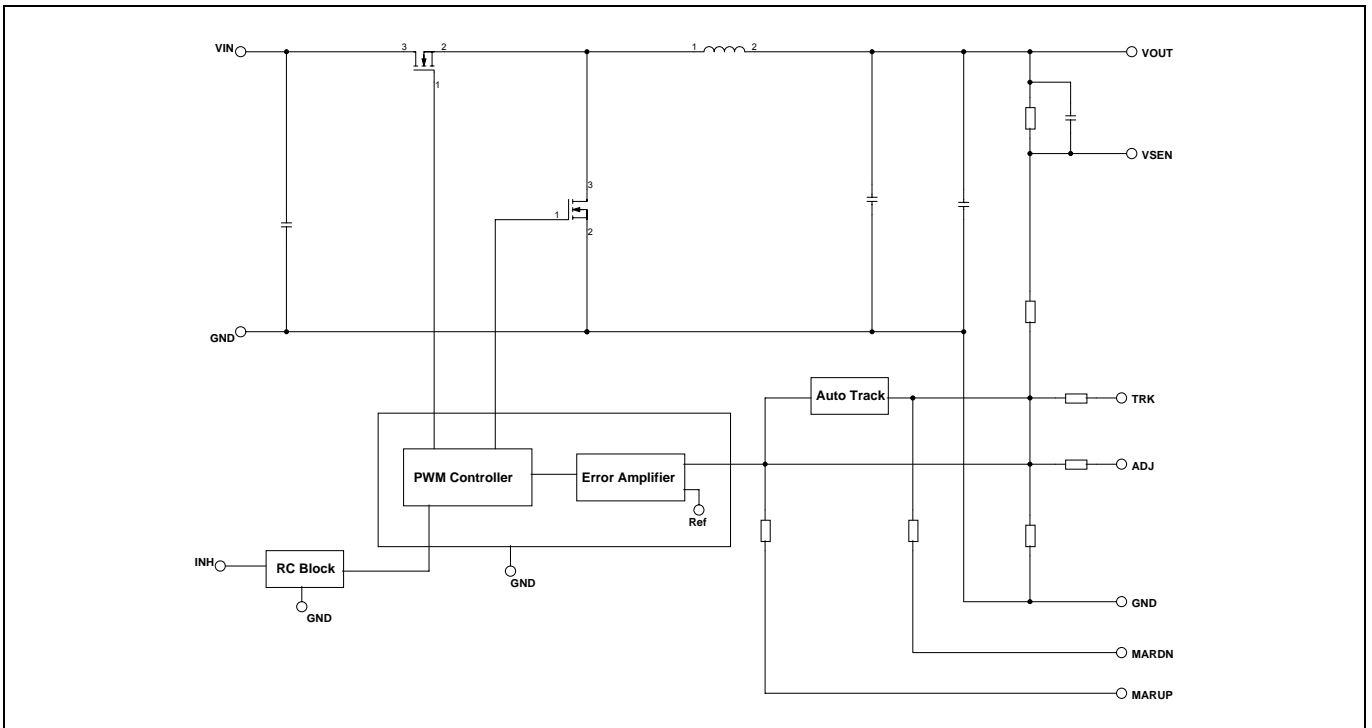 VIN
3
2
1
1
2
VOUT
VSEN
3
1
2
GND
Auto Track
TRK
PWM Controller
Error Amplifier
ADJ
Ref
INH
RC Block
GND
GND
GND
MARDN
MARUP